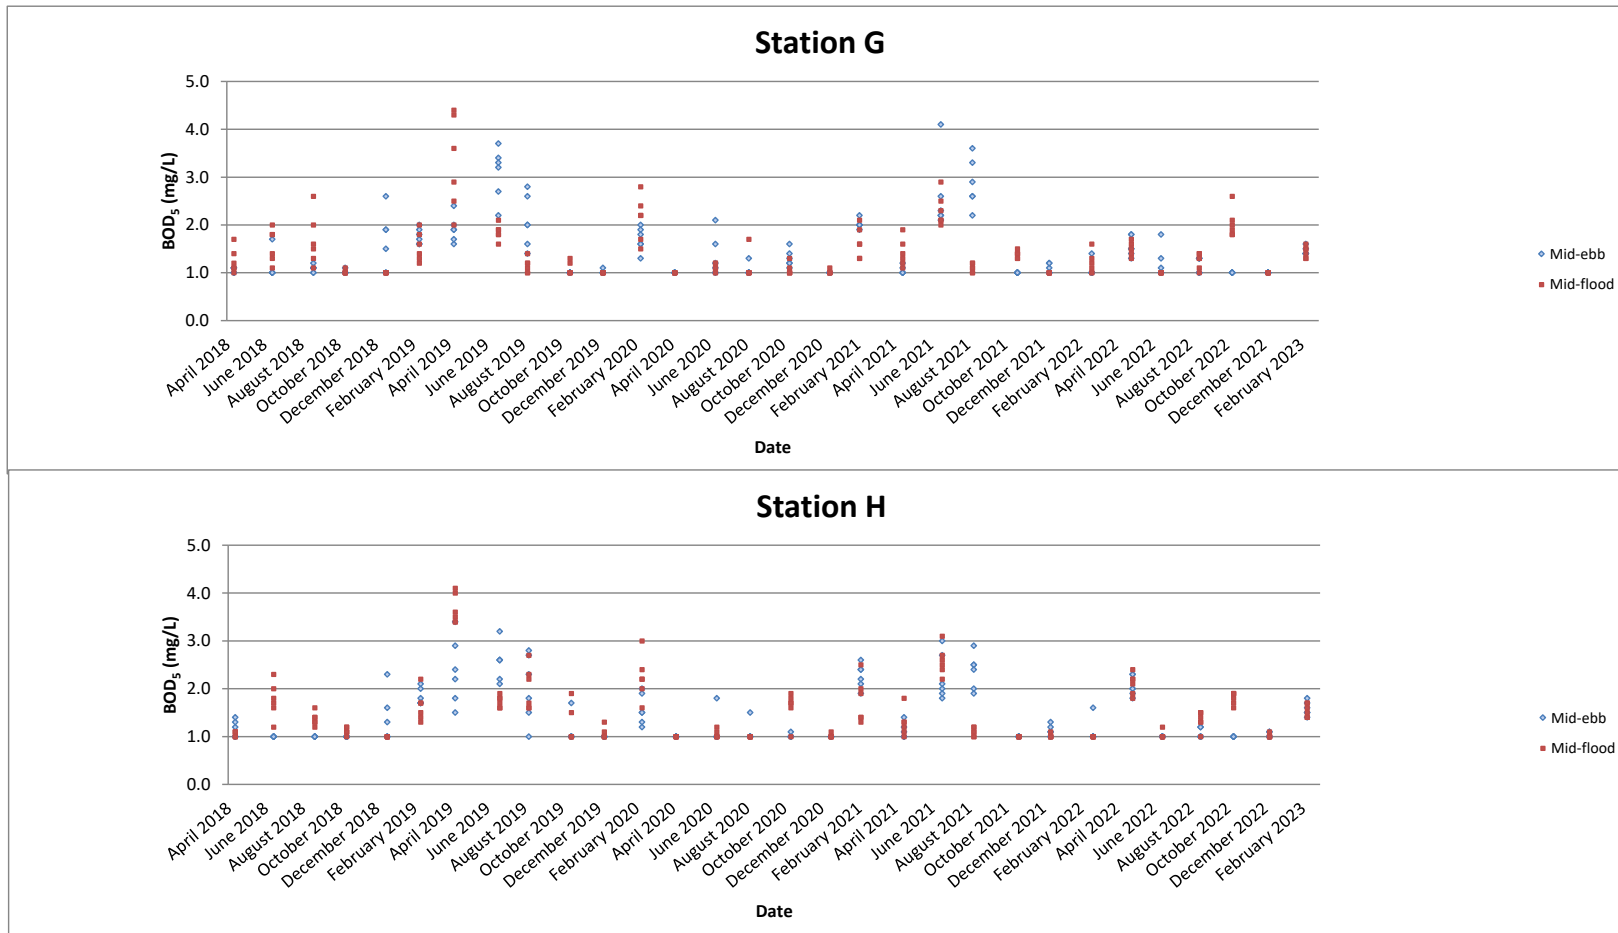 Station G
BOD5 (mg/L)
5.0
4.0
3.0
2.0
1.0
0.0
April 2018
June 2018
August 2018
October 2018
December 2018
February 2019
April 2019
June 2019
August 2019
October 2019
December 2019
February 2020
April 2020
June 2020
August 2020
October 2020
December 2020
February 2021
April 2021
June 2021
August 2021
October 2021
December 2021
February 2022
April 2022
June 2022
August 2022
October 2022
December 2022
February 2023
Date
Mid-ebb
Mid-flood
Station H
BOD5 (mg/L)
5.0
4.0
3.0
2.0
1.0
0.0
April 2018
June 2018
August 2018
October 2018
December 2018
February 2019
April 2019
June 2019
August 2019
October 2019
December 2019
February 2020
April 2020
June 2020
August 2020
October 2020
December 2020
February 2021
April 2021
June 2021
August 2021
October 2021
December 2021
February 2022
April 2022
June 2022
August 2022
October 2022
December 2022
February 2023
Date
Mid-ebb
Mid-flood